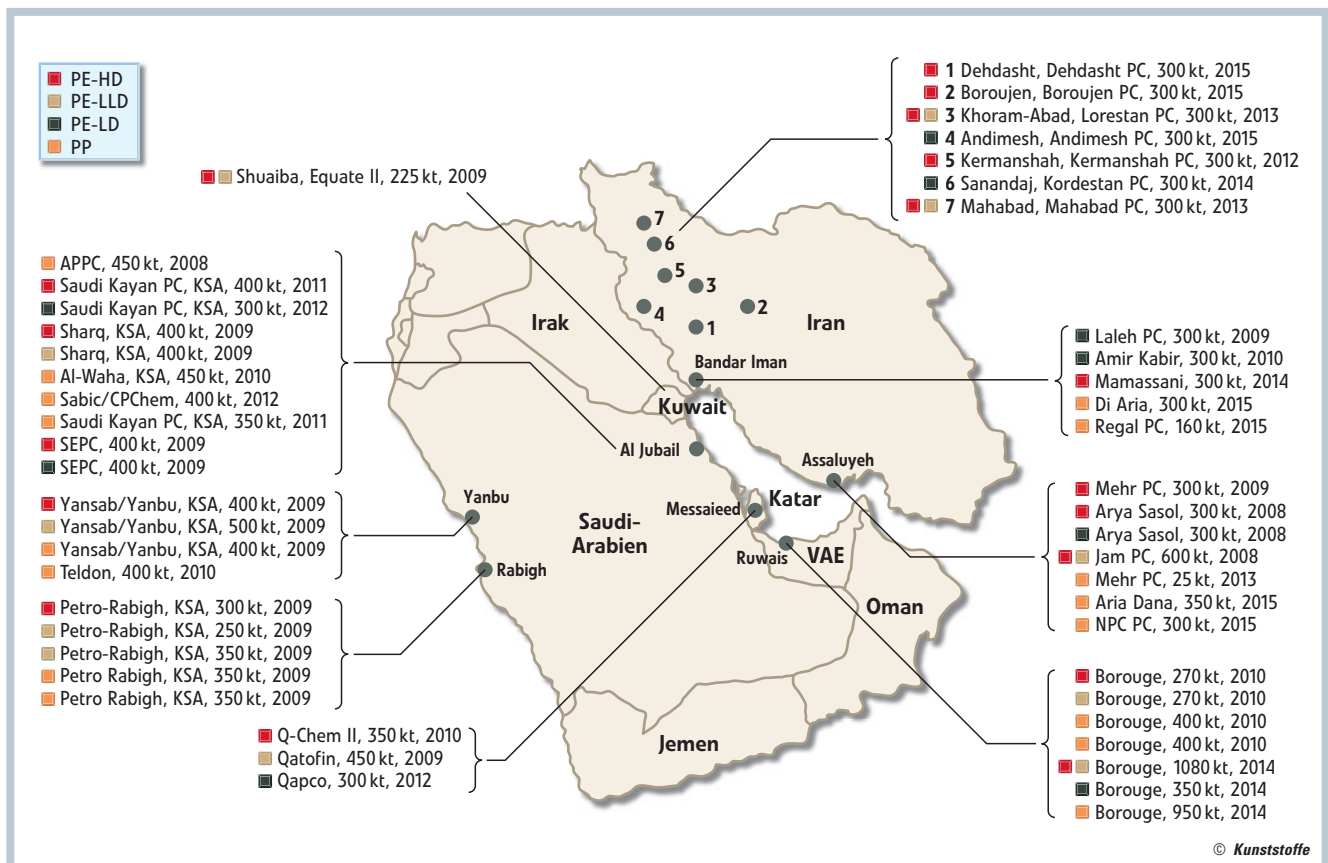 PE-HD
PE-LLD
PE-LD
PP
1 Dehdasht, Dehdasht PC, 300 kt, 2015
2 Boroujen, Boroujen PC, 300 kt, 2015
3 Khoram-Abad, Lorestan PC, 300 kt, 2013
4 Andimesh, Andimesh PC, 300 kt, 2015
5 Kermanshah, Kermanshah PC, 300 kt, 2012
6 Sanandaj, Kordestan PC, 300 kt, 2014
7 Mahabad, Mahabad PC, 300 kt, 2013
Shuaiba, Equate II, 225 kt, 2009
APPC, 450 kt, 2008
Saudi Kayan PC, KSA, 400 kt, 2011
Saudi Kayan PC, KSA, 300 kt, 2012
Sharq, KSA, 400 kt, 2009
Sharq, KSA, 400 kt, 2009
Al-Waha, KSA, 450 kt, 2010
Sabic/CPChem, 400 kt, 2012
Saudi Kayan PC, KSA, 350 kt, 2011
SEPC, 400 kt, 2009
SEPC, 400 kt, 2009
Yansab/Yanbu, KSA, 400 kt, 2009
Yansab/Yanbu, KSA, 500 kt, 2009
Yansab/Yanbu, KSA, 400 kt, 2009
Teldon, 400 kt, 2010
Petro-Rabigh, KSA, 300 kt, 2009
Petro-Rabigh, KSA, 250 kt, 2009
Petro-Rabigh, KSA, 350 kt, 2009
Petro Rabigh, KSA, 350 kt, 2009
Petro Rabigh, KSA, 350 kt, 2009
Q-Chem II, 350 kt, 2010
Qatofin, 450 kt, 2009
Qapco, 300 kt, 2012
7
6
5
3
4
2
1
Irak
Iran
Bandar Iman
Kuwait
Al Jubail
Assaluyeh
Yanbu
Messaieed
Katar
Saudi-
Arabien
Ruwais
VAE
Rabigh
Oman
Jemen
Laleh PC, 300 kt, 2009
Amir Kabir, 300 kt, 2010
Mamassani, 300 kt, 2014
Di Aria, 300 kt, 2015
Regal PC, 160 kt, 2015
Mehr PC, 300 kt, 2009
Arya Sasol, 300 kt, 2008
Arya Sasol, 300 kt, 2008
Jam PC, 600 kt, 2008
Mehr PC, 25 kt, 2013
Aria Dana, 350 kt, 2015
NPC PC, 300 kt, 2015
Borouge, 270 kt, 2010
Borouge, 270 kt, 2010
Borouge, 400 kt, 2010
Borouge, 400 kt, 2010
Borouge, 1080 kt, 2014
Borouge, 350 kt, 2014
Borouge, 950 kt, 2014
© Kunststoffe